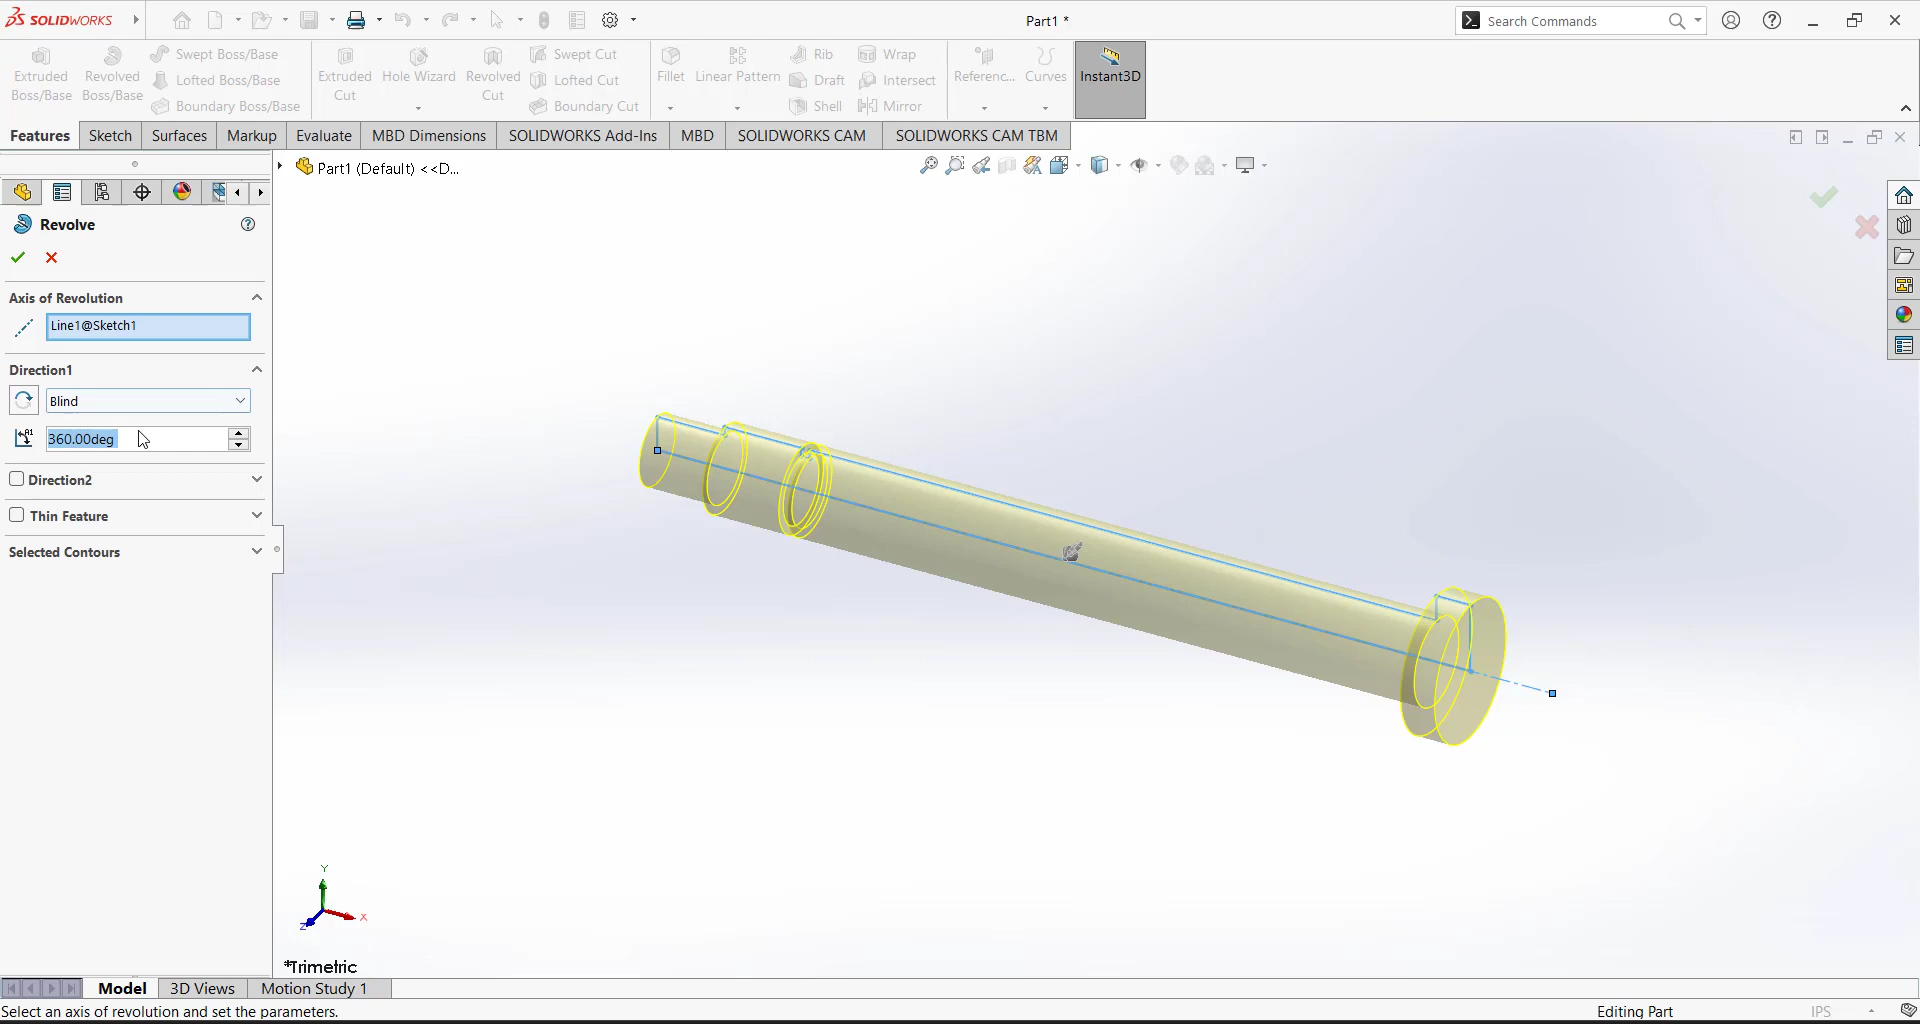 SOLIDWORKS
Part1 *
Search Commands
Extruded Boss/Base
Revolved Boss/Base
Swept Boss/Base
Lofted Boss/Base
Boundary Boss/Base
Extruded Cut
Hole Wizard
Revolved Cut
Swept Cut
Lofted Cut
Boundary Cut
Fillet
Linear Pattern
Rib
Draft
Shell
Wrap
Intersect
Mirror
Referenc...
Curves
Instant3D
Features
Sketch
Surfaces
Markup
Evaluate
MBD Dimensions
SOLIDWORKS Add-Ins
MBD
SOLIDWORKS CAM
SOLIDWORKS CAM TBM
Part1 (Default) <<D...
Revolve
Axis of Revolution
Line1@Sketch1
Direction1
Blind
360.00deg
Direction2
Thin Feature
Selected Contours
Y
X
Z
*Trimetric
Model
3D Views
Motion Study 1
Select an axis of revolution and set the parameters.
Editing Part
IPS